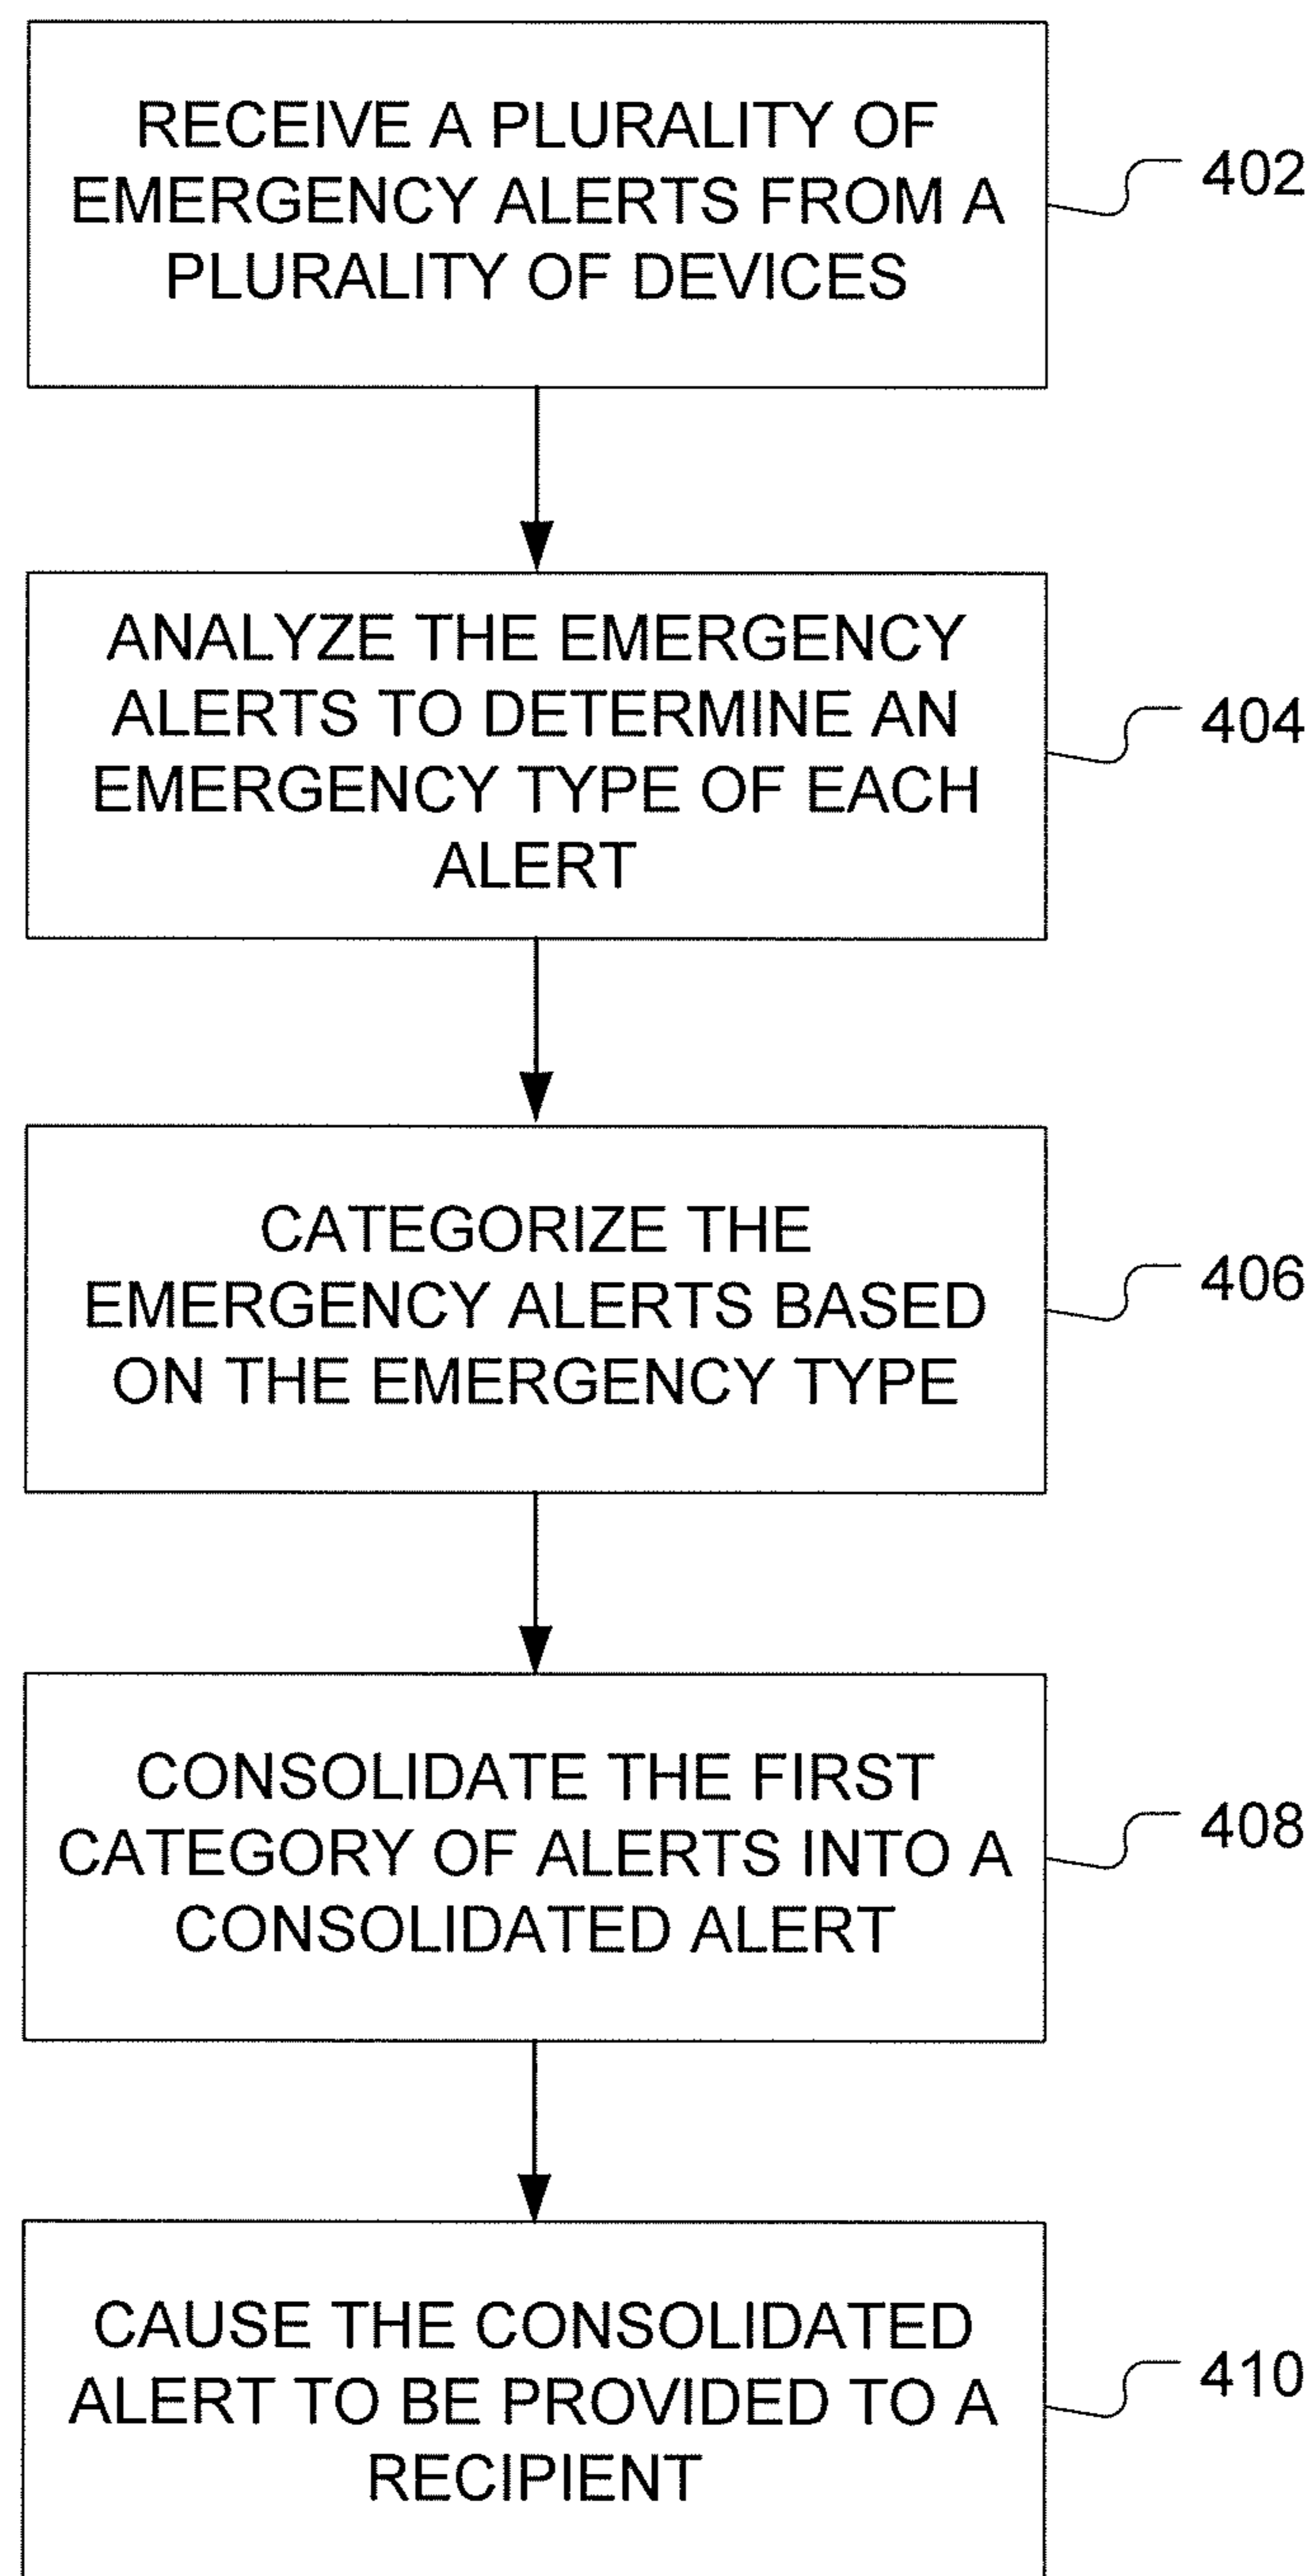 RECEIVE A PLURALITY OF
EMERGENCY ALERTS FROM A
PLURALITY OF DEVICES
402
ANALYZE THE EMERGENCY
ALERTS TO DETERMINE AN
EMERGENCY TYPE OF EACH
ALERT
404
CATEGORIZE THE
EMERGENCY ALERTS BASED
ON THE EMERGENCY TYPE
406
CONSOLIDATE THE FIRST
CATEGORY OF ALERTS INTO A
CONSOLIDATED ALERT
408
CAUSE THE CONSOLIDATED
ALERT TO BE PROVIDED TO A
RECIPIENT
410